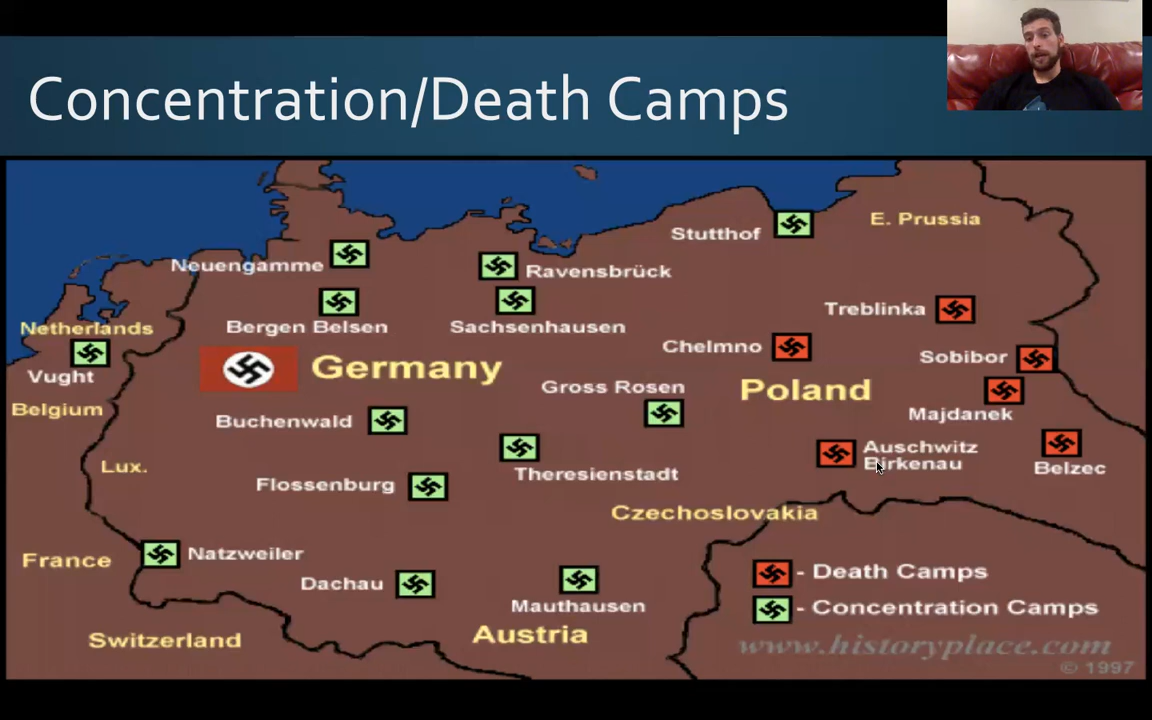 Concentration/Death Camps
Stutthof
E. Prussia
Neuengamme
Ravensbrück
Treblinka
Netherlands
Bergen Belsen
Sachsenhausen
Chelmno
Sobibor
Vught
Germany
Gross Rosen
Poland
Belgium
Majdanek
Buchenwald
Auschwitz
Birkenau
Lux.
Theresienstadt
Belzec
Flossenburg
Czechoslovakia
France
Natzweiler
Dachau
Mauthausen
- Death Camps
- Concentration Camps
Switzerland
Austria
www.historyplace.com
© 1997